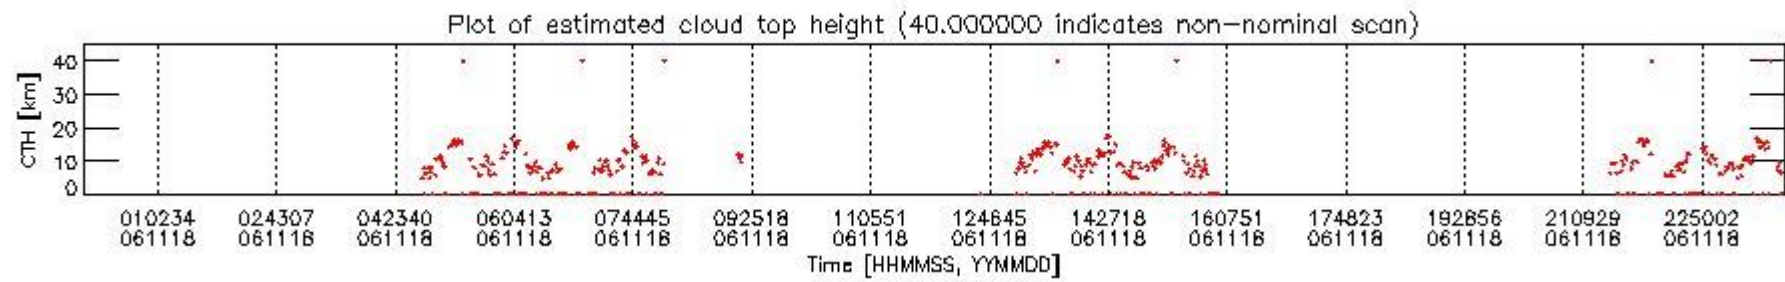 Plot of estimated cloud top height (40.000000 indicates non-nominal scan)
CTH [km]
40
30
20
10
0
010234 024307 042340 060413 074445 092518 110551 124645 142718 160751 174823 192856 210929 225002
061118 061118 061118 061118 061118 061118 061118 061118 061118 061118 061118 061118 061118 061118
Time [HHMMSS, YYMMDD]